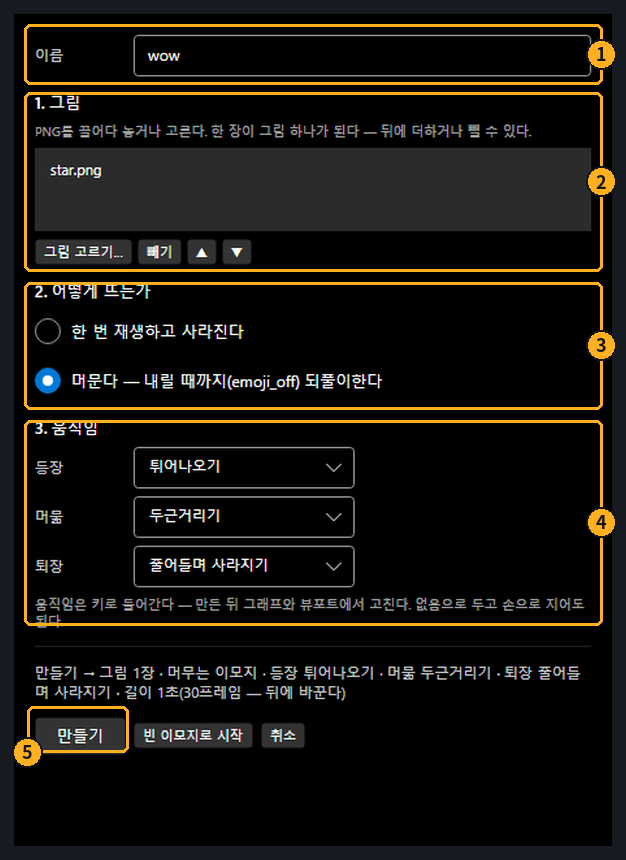 이름
wow
1
1. 그림
PNG를 끌어다 놓거나 고른다. 한 장이 그림 하나가 된다 — 뒤에 더하거나 뺄 수 있다.
star.png
2
그림 고르기... 빼기 ▲ ▼
2. 어떻게 뜨는가
한 번 재생하고 사라진다
3
머문다 — 내릴 때까지(emoji_off) 되풀이한다
3. 움직임
등장 튀어나오기
머묾 두근거리기
4
퇴장 줄어들며 사라지기
움직임은 키로 들어간다 — 만든 뒤 그래프와 뷰포트에서 고친다. 없음으로 두고 손으로 지어도
된다.
만들기 → 그림 1장 · 머무는 이모지 · 등장 튀어나오기 · 머묾 두근거리기 · 퇴장 줄어들
며 사라지기 · 길이 1초(30프레임 — 뒤에 바꾼다)
만들기 빈 이모지로 시작 취소
5